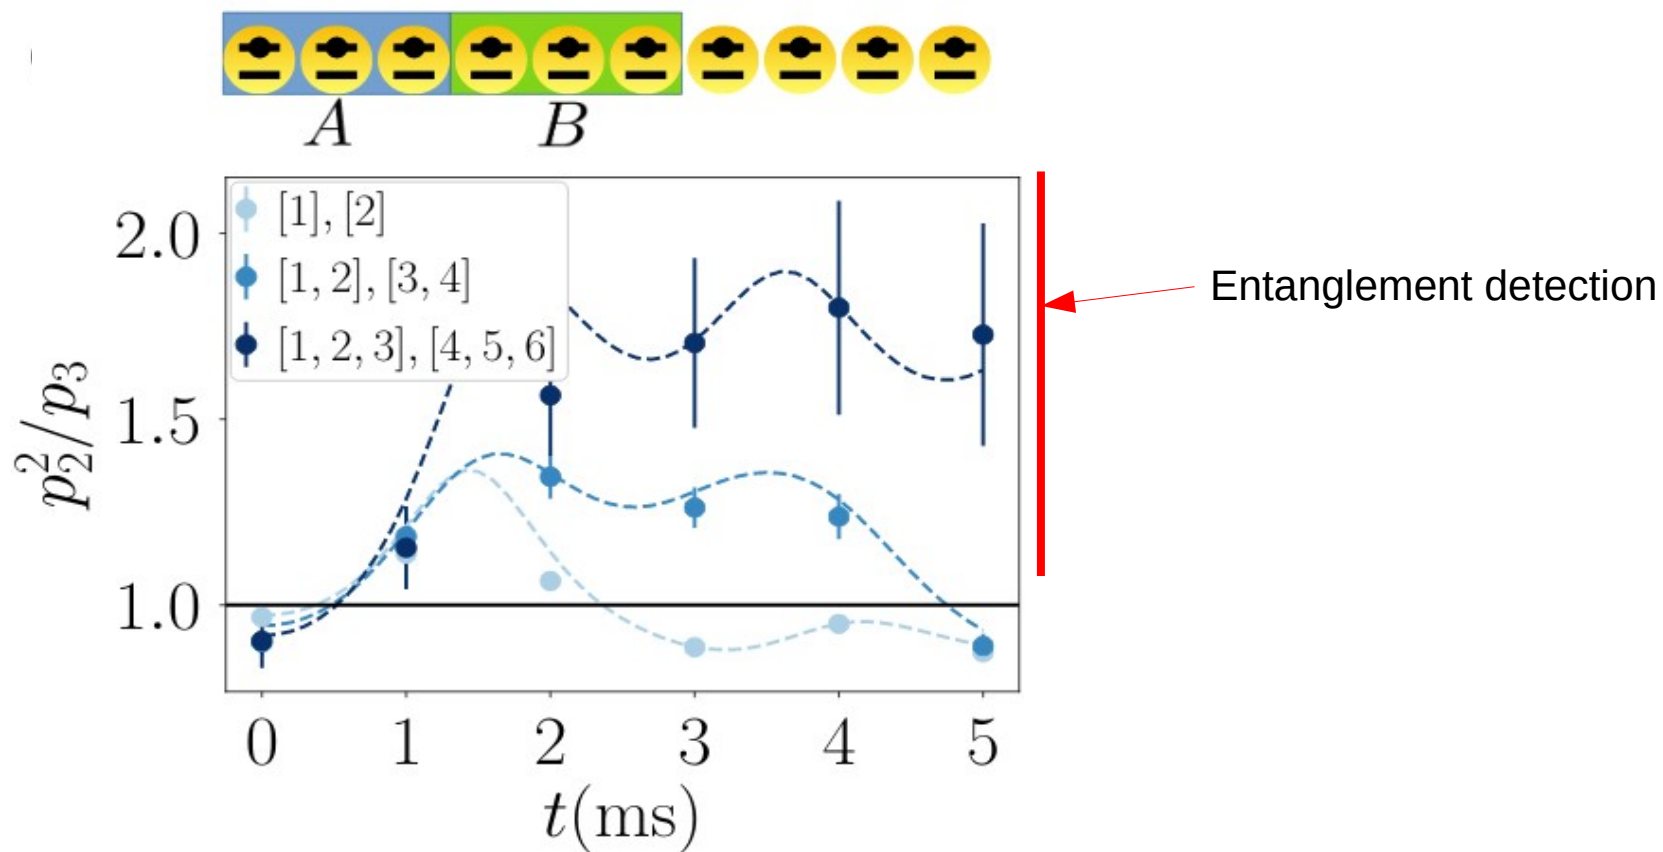 A B
[1], [2]
[1, 2], [3, 4]
[1, 2, 3], [4, 5, 6]
Entanglement detection
2.0
1.5
1.0
p_2^2/p_3
0 1 2 3 4 5
t(ms)